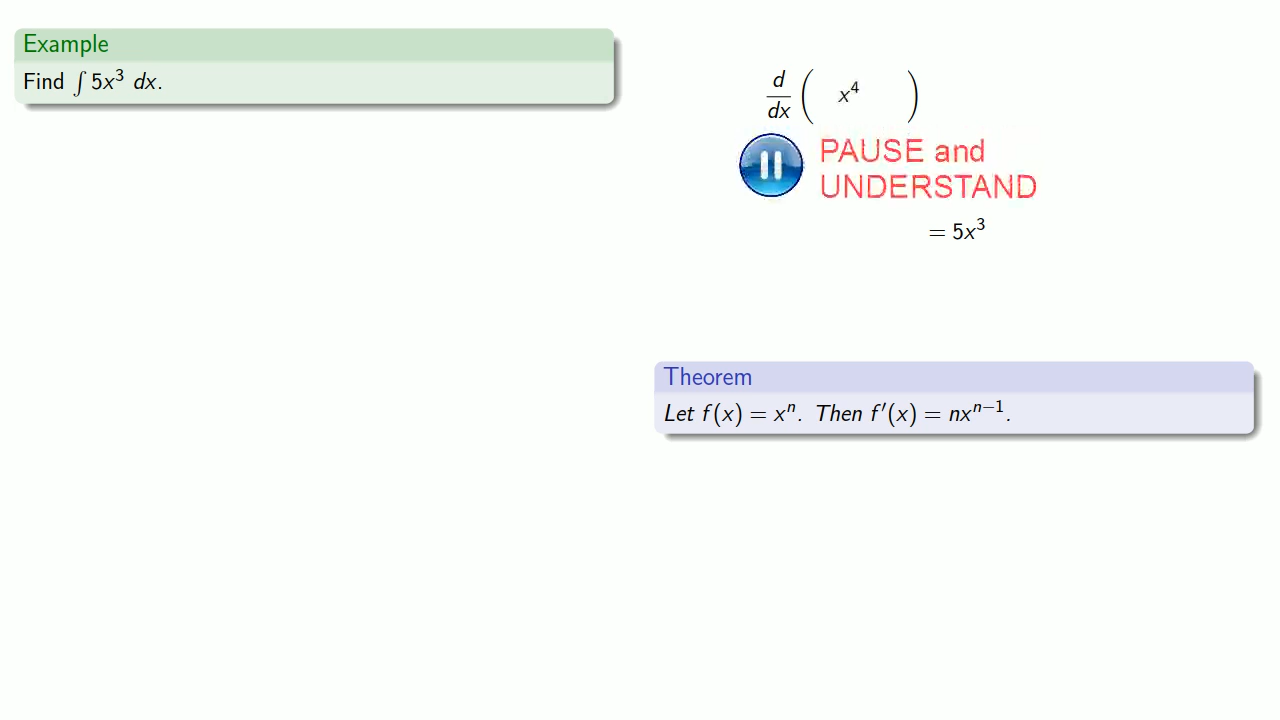 Example
Find ∫ 5x³ dx.
d/dx ( x⁴ )
PAUSE and
UNDERSTAND
= 5x³
Theorem
Let f(x) = xⁿ. Then f′(x) = nxⁿ⁻¹.